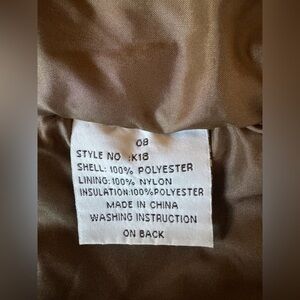 08
STYLE NO :K18
SHELL: 100% POLYESTER
LINING: 100% NYLON
INSULATION:100%POLYESTER
MADE IN CHINA
WASHING INSTRUCTION
ON BACK